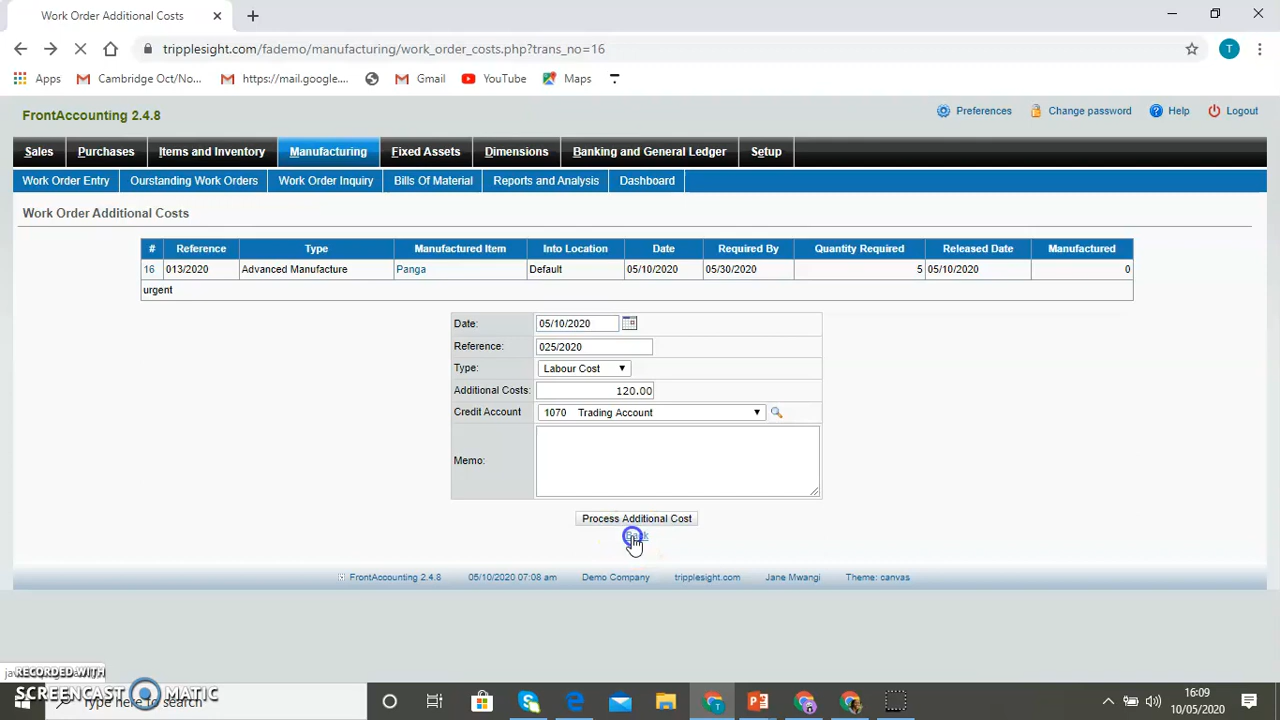 Work Order Additional Costs
tripplesight.com/fademo/manufacturing/work_order_costs.php?trans_no=16
Apps Cambridge Oct/No... https://mail.google.... Gmail YouTube Maps
FrontAccounting 2.4.8
Preferences Change password Help Logout
Sales Purchases Items and Inventory Manufacturing Fixed Assets Dimensions Banking and General Ledger Setup
Work Order Entry Ourstanding Work Orders Work Order Inquiry Bills Of Material Reports and Analysis Dashboard
Work Order Additional Costs
# Reference Type Manufactured Item Into Location Date Required By Quantity Required Released Date Manufactured
16 013/2020 Advanced Manufacture Panga Default 05/10/2020 05/30/2020 5 05/10/2020 0
urgent
Date: 05/10/2020
Reference: 025/2020
Type: Labour Cost
Additional Costs: 120.00
Credit Account 1070 Trading Account
Memo:
Process Additional Cost
Back
FrontAccounting 2.4.8 05/10/2020 07:08 am Demo Company tripplesight.com Jane Mwangi Theme: canvas
RECORDED WITH
SCREENCAST MATIC
Type here to search
16:09
10/05/2020